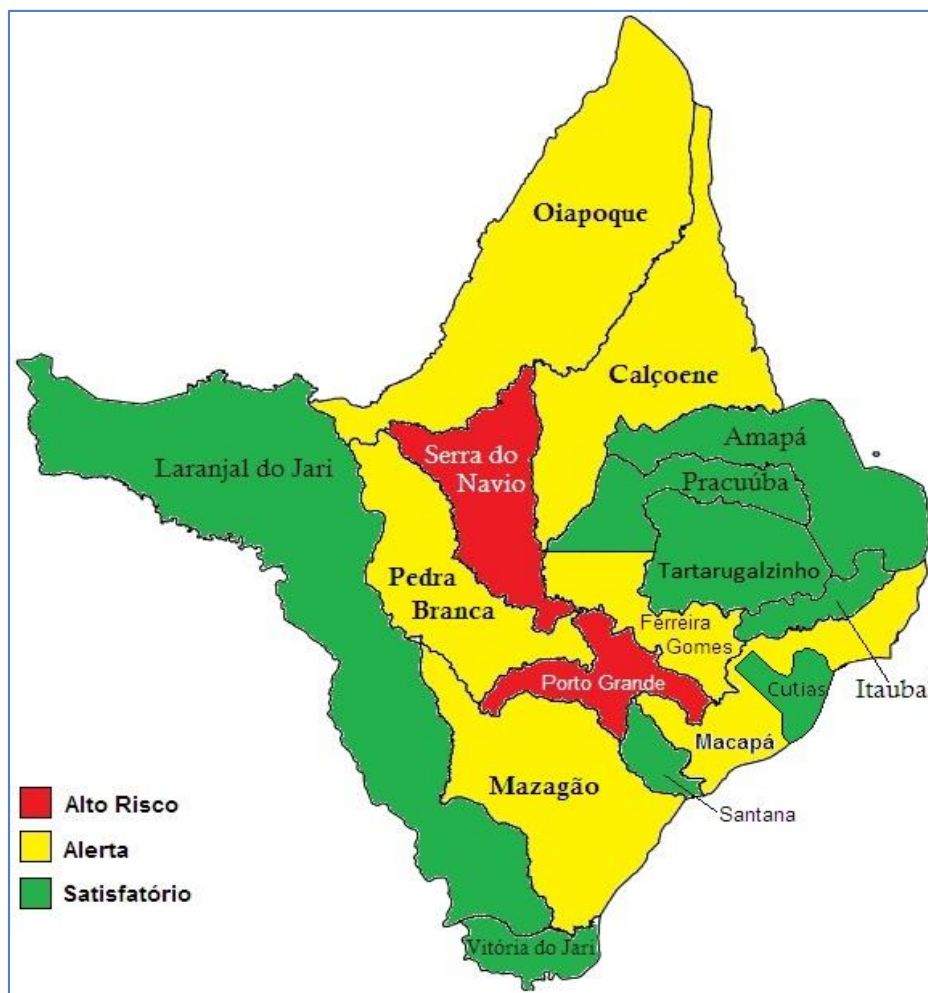 Oiapoque
Calçoene
Amapá
Laranjal do Jari
Serra do
Navio
Pracuúba
Tartarugalzinho
Pedra
Branca
Ferreira
Gomes
Porto Grande
Cutias
Itaubal
Macapá
Mazagão
Santana
Vitória do Jari
Alto Risco
Alerta
Satisfatório